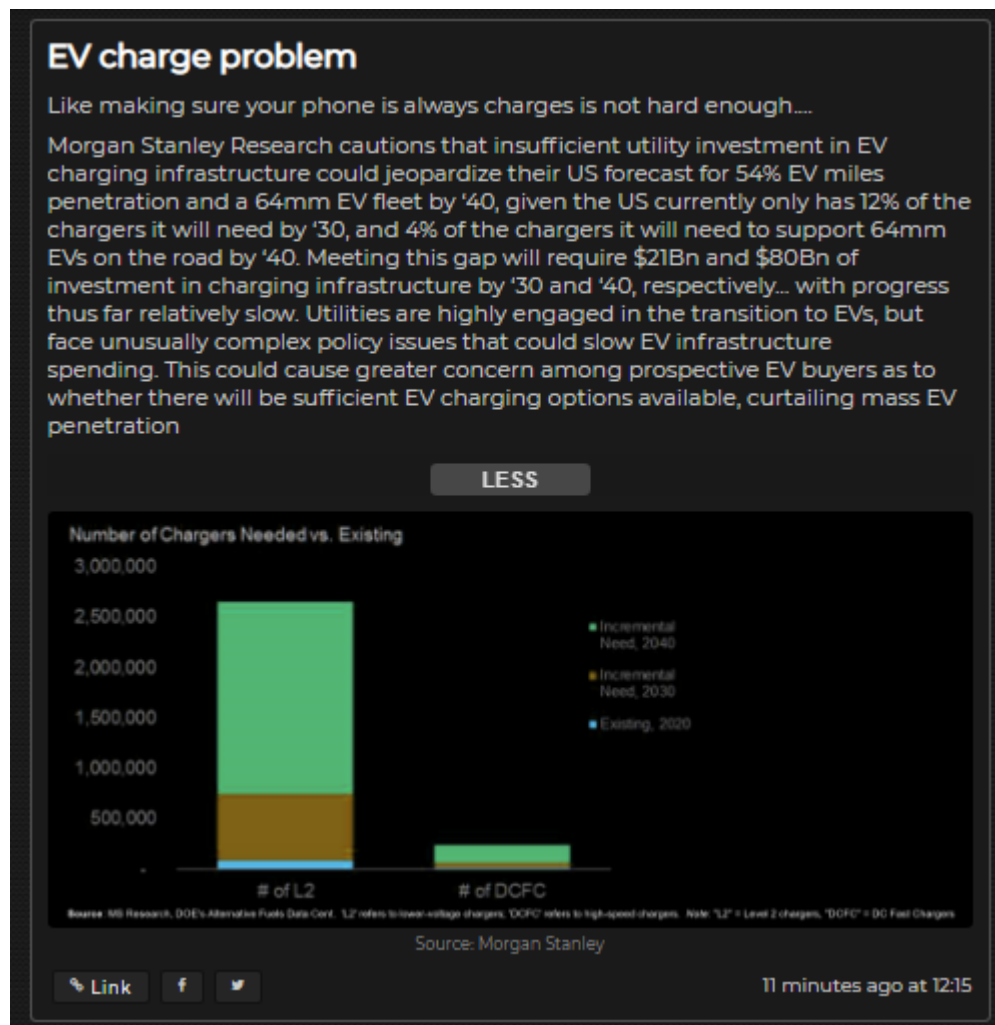 EV charge problem
Like making sure your phone is always charges is not hard enough....
Morgan Stanley Research cautions that insufficient utility investment in EV
charging infrastructure could jeopardize their US forecast for 54% EV miles
penetration and a 64mm EV fleet by ‘40, given the US currently only has 12% of the
chargers it will need by ‘30, and 4% of the chargers it will need to support 64mm
EVs on the road by ‘40. Meeting this gap will require $21Bn and $80Bn of
investment in charging infrastructure by ‘30 and ‘40, respectively... with progress
thus far relatively slow. Utilities are highly engaged in the transition to EVs, but
face unusually complex policy issues that could slow EV infrastructure
spending. This could cause greater concern among prospective EV buyers as to
whether there will be sufficient EV charging options available, curtailing mass EV
penetration
LESS
Number of Chargers Needed vs. Existing
3,000,000
2,500,000
2,000,000
1,500,000
1,000,000
500,000
-
Incremental
Need, 2040
Incremental
Need, 2030
Existing, 2020
# of L2
# of DCFC
Source: MS Research, DOE's Alternative Fuels Data Cent. 'L2' refers to lower-voltage chargers; 'DCFC' refers to high-speed chargers. Note: "L2" = Level 2 chargers, "DCFC" = DC Fast Chargers
Source: Morgan Stanley
Link
11 minutes ago at 12:15